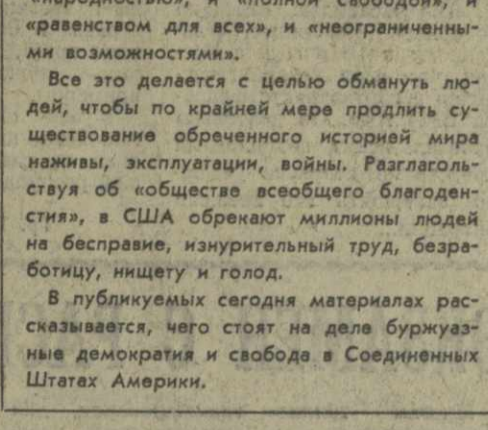 «народностью», и «полной свободой», и
«равенством для всех», и «неограниченны-
ми возможностями».
Все это делается с целью обмануть лю-
дей, чтобы по крайней мере продлить су-
ществование обреченного историей мира
наживы, эксплуатации, войны. Разглаголь-
ствуя об «обществе всеобщего благоден-
ствия», в США обрекают миллионы людей
на бесправие, изнурительный труд, безра-
ботицу, нищету и голод.
В публикуемых сегодня материалах рас-
сказывается, чего стоят на деле буржуаз-
ные демократия и свобода в Соединенных
Штатах Америки.